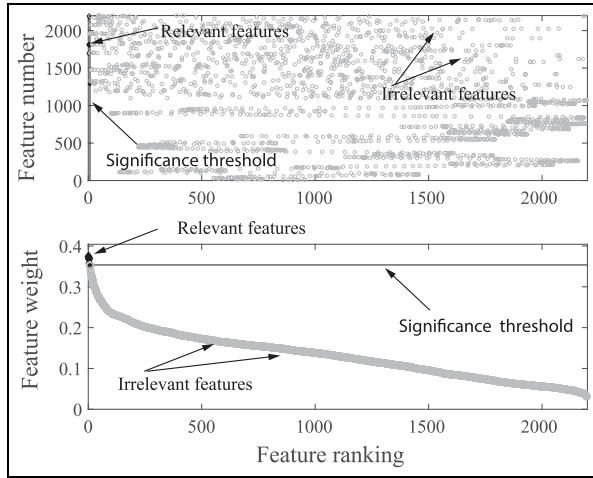 2000
Relevant features
1500
Irrelevant features
1000
500
Significance threshold
0
0 500 1000 1500 2000
Feature number
Relevant features
0.4
0.3
Significance threshold
0.2
0.1
Irrelevant features
0
0 500 1000 1500 2000
Feature weight
Feature ranking